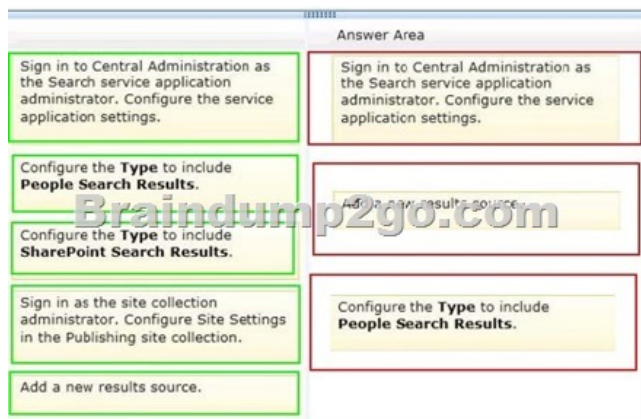 Answer Area
Sign in to Central Administration as
the Search service application
administrator. Configure the service
application settings.
Configure the Type to include
People Search Results.
Configure the Type to include
SharePoint Search Results.
Sign in as the site collection
administrator. Configure Site Settings
in the Publishing site collection.
Add a new results source.
Sign in to Central Administration as
the Search service application
administrator. Configure the service
application settings.
Add a new results source.
Configure the Type to include
People Search Results.
Braindump2go.com